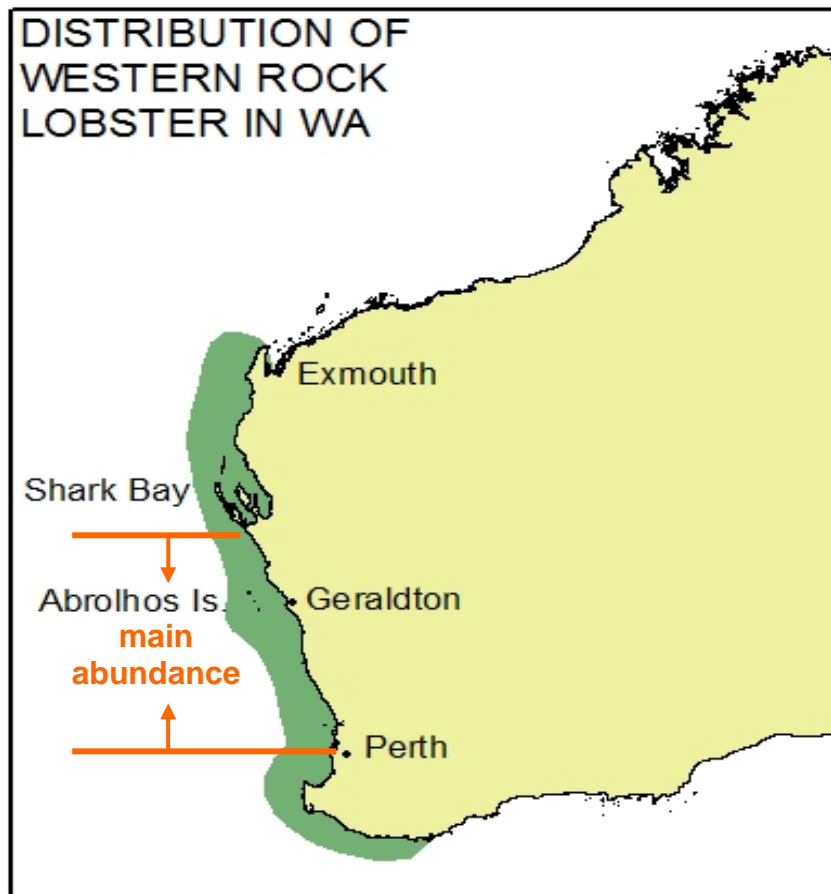 DISTRIBUTION OF
WESTERN ROCK
LOBSTER IN WA
Exmouth
Shark Bay
Abrolhos Is.
Geraldton
main
abundance
Perth